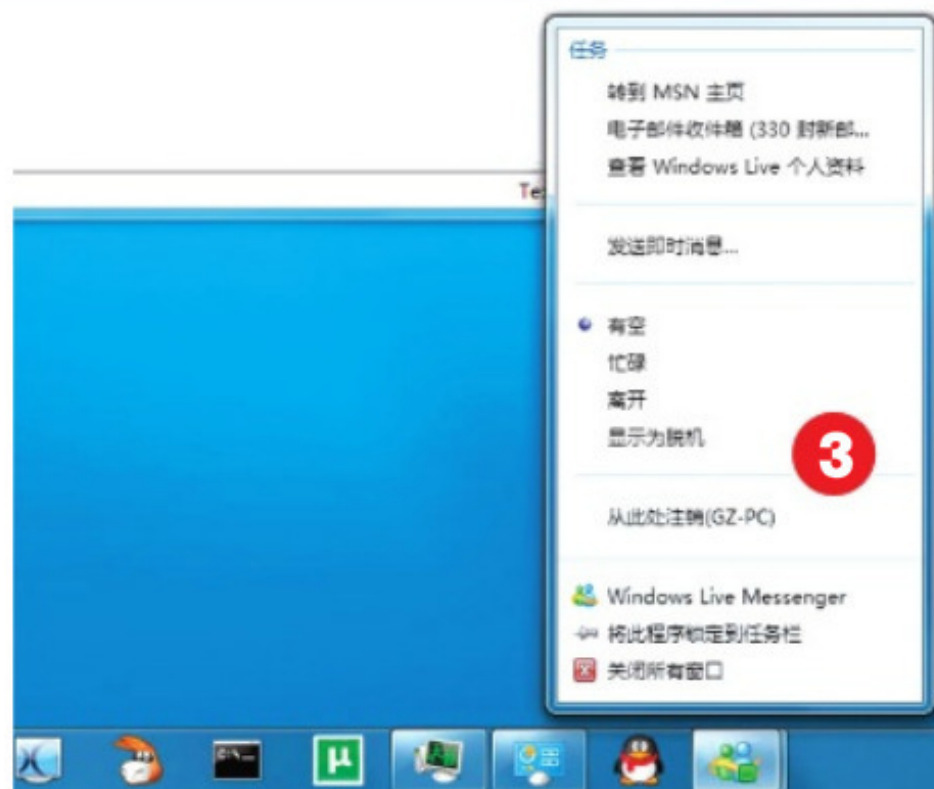 任务
转到 MSN 主页
电子邮件收件箱 (330 封新邮...
查看 Windows Live 个人资料
Te
发送即时消息...
有空
忙碌
离开
显示为脱机
3
从此处注销(GZ-PC)
Windows Live Messenger
将此程序锁定到任务栏
关闭所有窗口
C:\_
µ